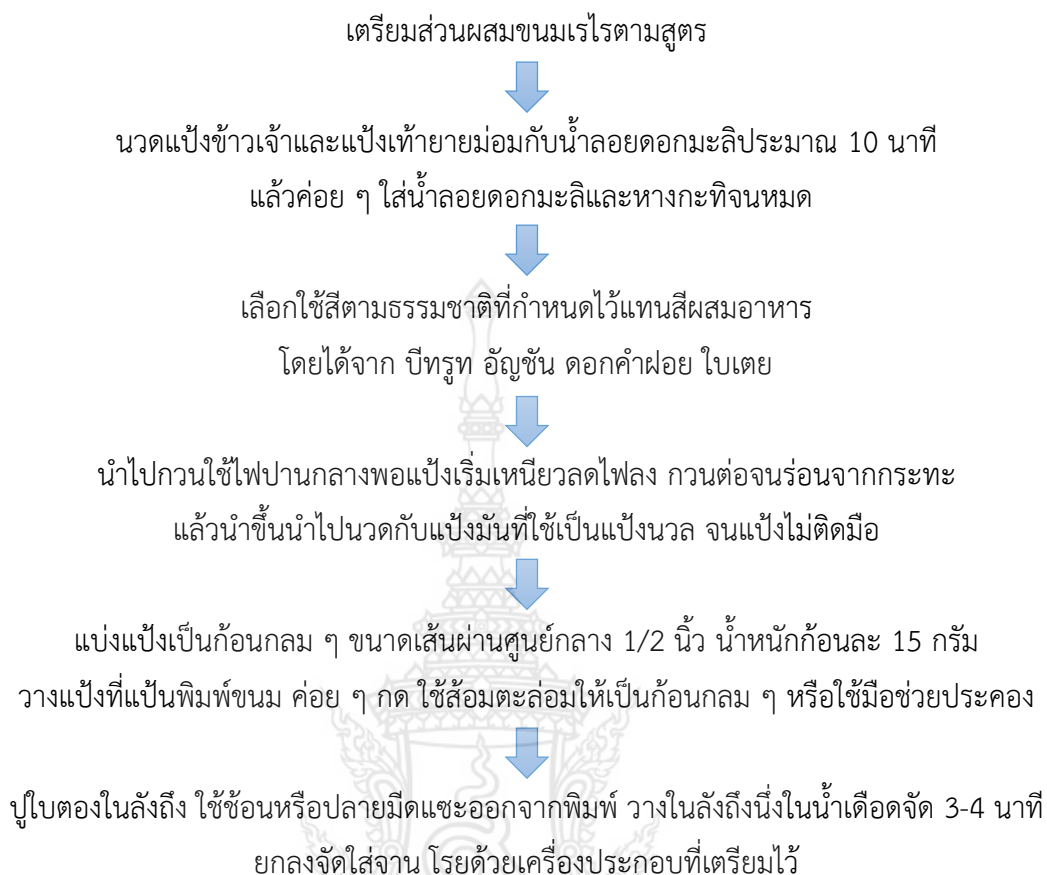 เตรียมส่วนผสมขนมเรไรตามสูตร
นวดแป้งข้าวเจ้าและแป้งเท้ายายม่อมกับน้ำลอยดอกมะลิประมาณ 10 นาที
แล้วค่อย ๆ ใส่น้ำลอยดอกมะลิและหางกะทิจนหมด
เลือกใช้สีตามธรรมชาติที่กำหนดไว้แทนสีผสมอาหาร
โดยได้จาก บีทรูท อัญชัน ดอกคำฝอย ใบเตย
นำไปกวนใช้ไฟปานกลางพอแป้งเริ่มเหนียวลดไฟลง กวนต่อจนร่อนจากกระทะ
แล้วนำขึ้นนำไปนวดกับแป้งมันที่ใช้เป็นแป้งนวล จนแป้งไม่ติดมือ
แบ่งแป้งเป็นก้อนกลม ๆ ขนาดเส้นผ่านศูนย์กลาง 1/2 นิ้ว น้ำหนักก้อนละ 15 กรัม
วางแป้งที่แป้นพิมพ์ขนม ค่อย ๆ กด ใช้ส้อมตะล่อมให้เป็นก้อนกลม ๆ หรือใช้มือช่วยประคอง
ปูใบตองในลังถึง ใช้ช้อนหรือปลายมีดแซะออกจากพิมพ์ วางในลังถึงนึ่งในน้ำเดือดจัด 3-4 นาที
ยกลงจัดใส่จาน โรยด้วยเครื่องประกอบที่เตรียมไว้